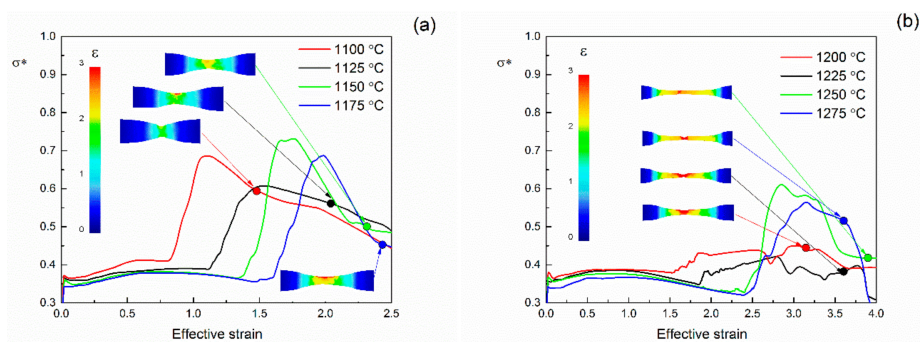 (a)
1.0
0.9
0.8
0.7
0.6
0.5
0.4
0.3
σ*
ε
3
2
1
0
1100 °C
1125 °C
1150 °C
1175 °C
0.0 0.5 1.0 1.5 2.0 2.5
Effective strain
(b)
1.0
0.9
0.8
0.7
0.6
0.5
0.4
0.3
σ*
ε
3
2
1
0
1200 °C
1225 °C
1250 °C
1275 °C
0.0 0.5 1.0 1.5 2.0 2.5 3.0 3.5 4.0
Effective strain